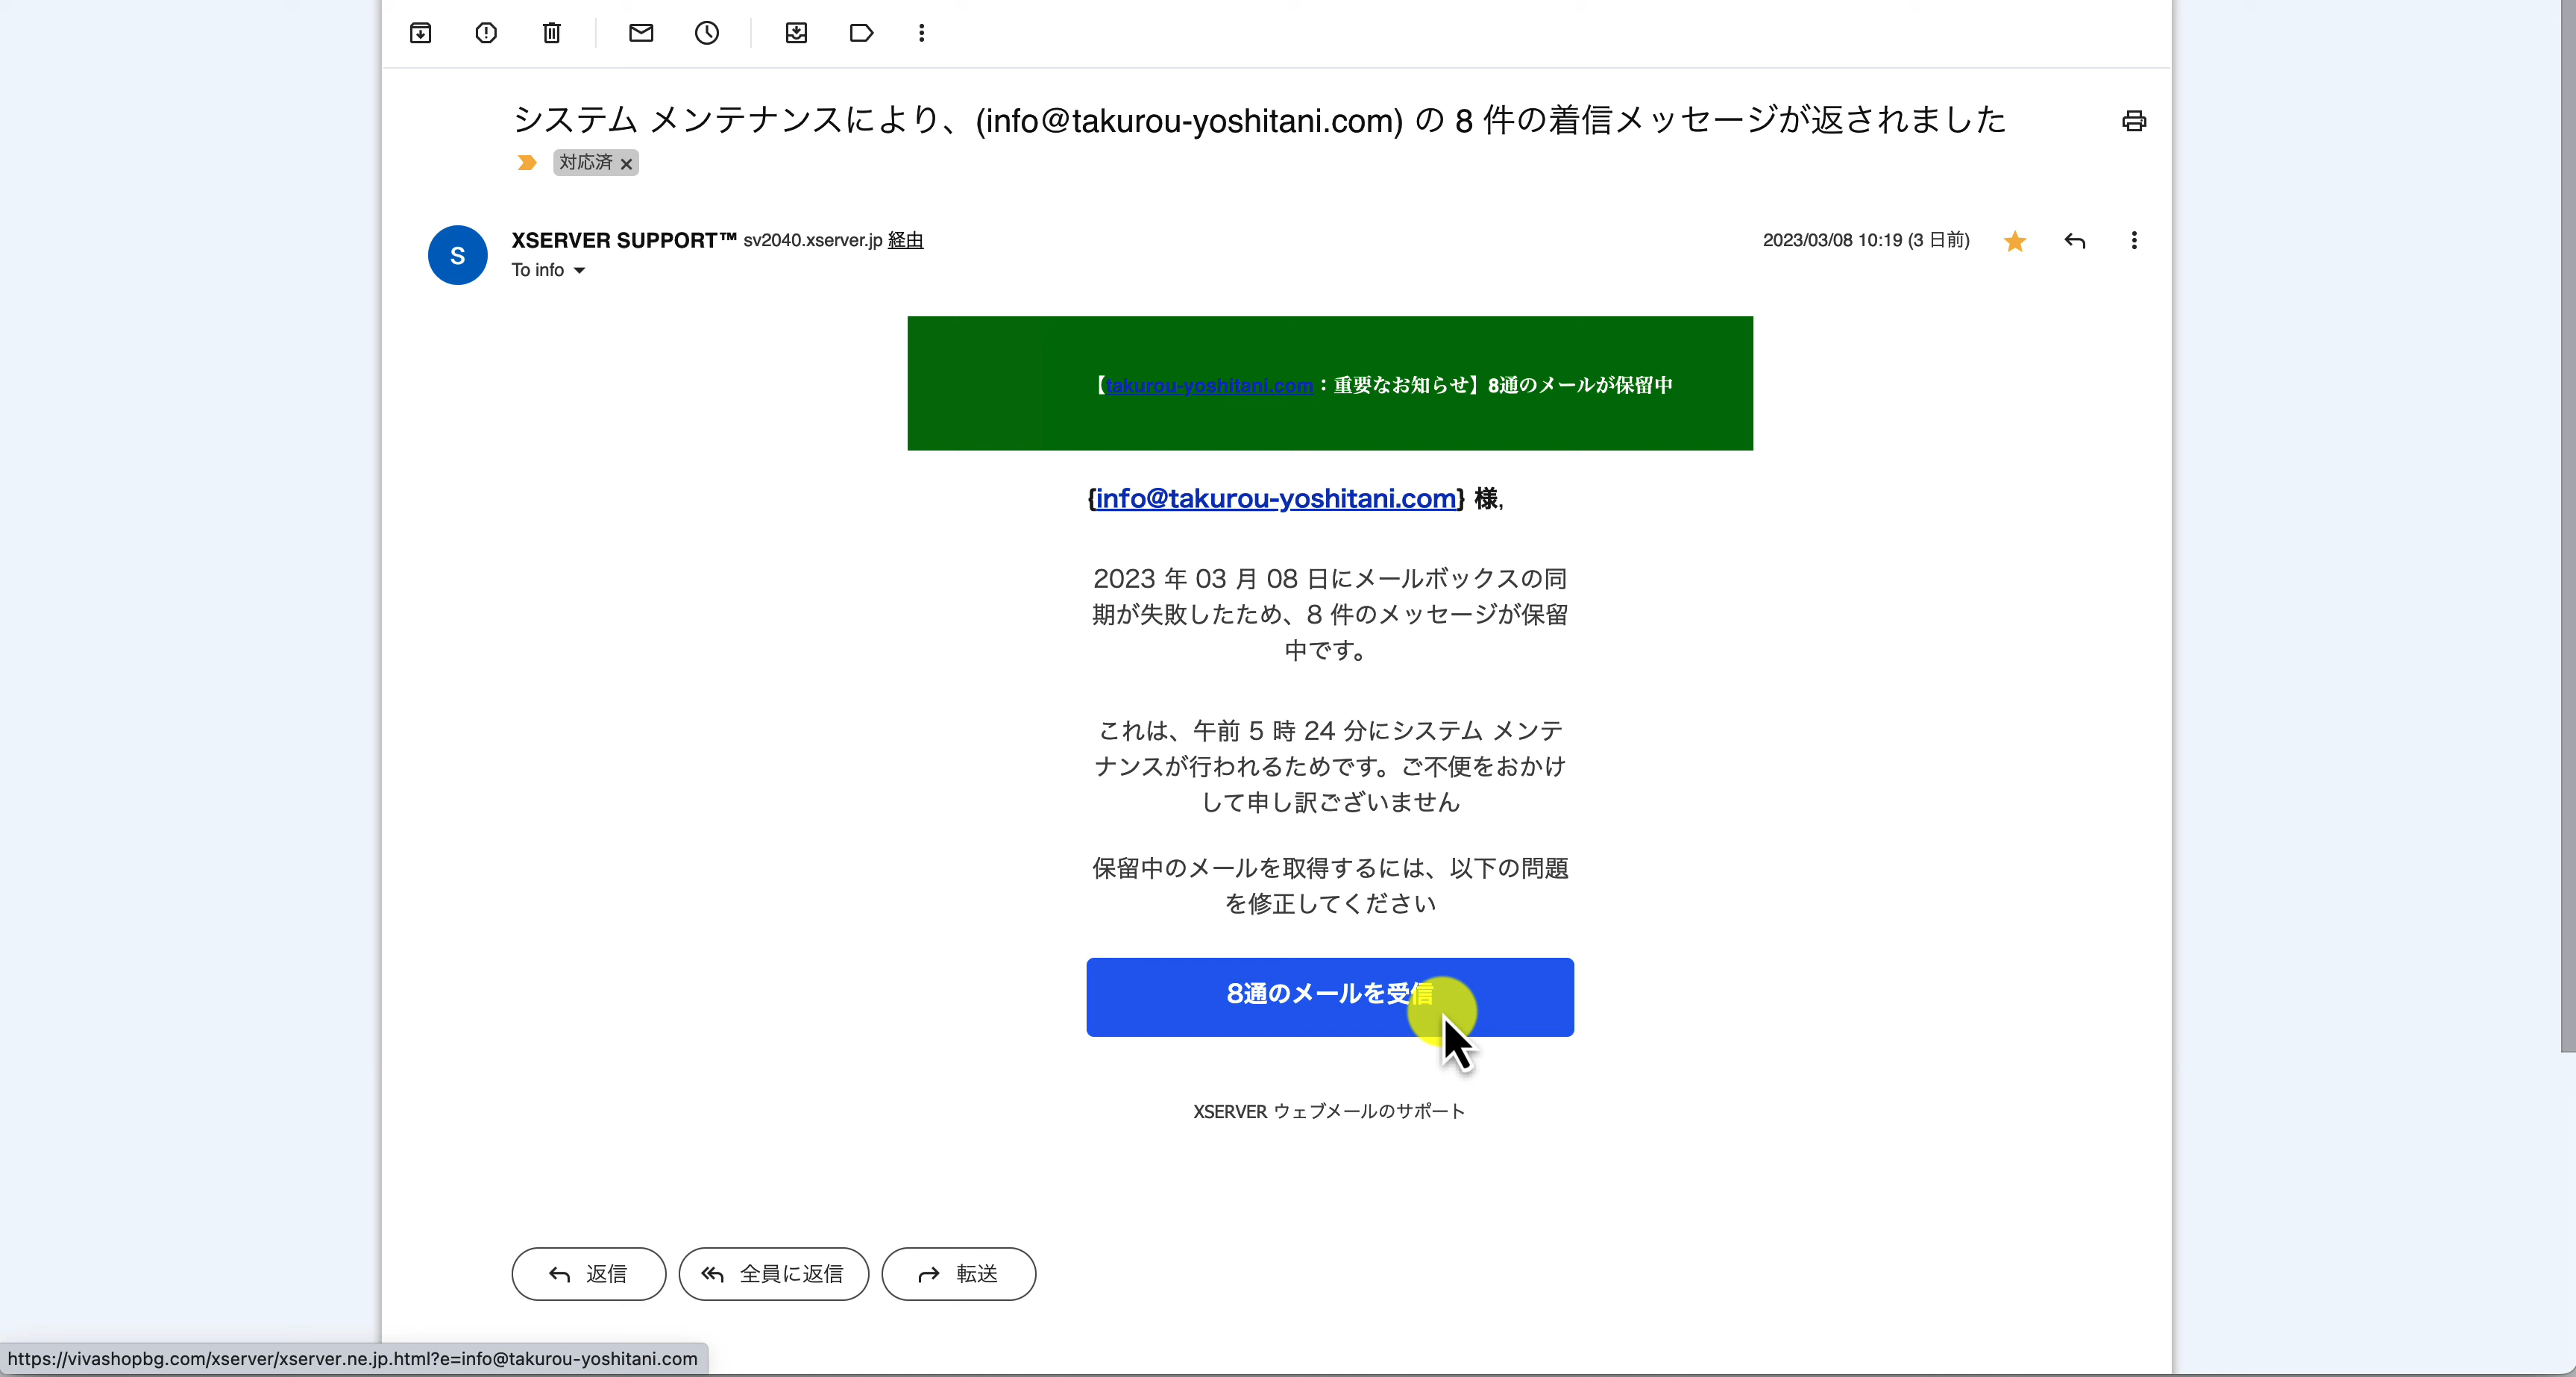 システム メンテナンスにより、(info@takurou-yoshitani.com) の 8 件の着信メッセージが返されました
対応済 ×
S
XSERVER SUPPORT™ sv2040.xserver.jp 経由
2023/03/08 10:19 (3 日前)
To info
【takurou-yoshitani.com：重要なお知らせ】8通のメールが保留中
{info@takurou-yoshitani.com} 様,
2023 年 03 月 08 日にメールボックスの同
期が失敗したため、8 件のメッセージが保留
中です。
これは、午前 5 時 24 分にシステム メンテ
ナンスが行われるためです。ご不便をおかけ
して申し訳ございません
保留中のメールを取得するには、以下の問題
を修正してください
8通のメールを受信
XSERVER ウェブメールのサポート
返信
全員に返信
転送
https://vivashopbg.com/xserver/xserver.ne.jp.html?e=info@takurou-yoshitani.com